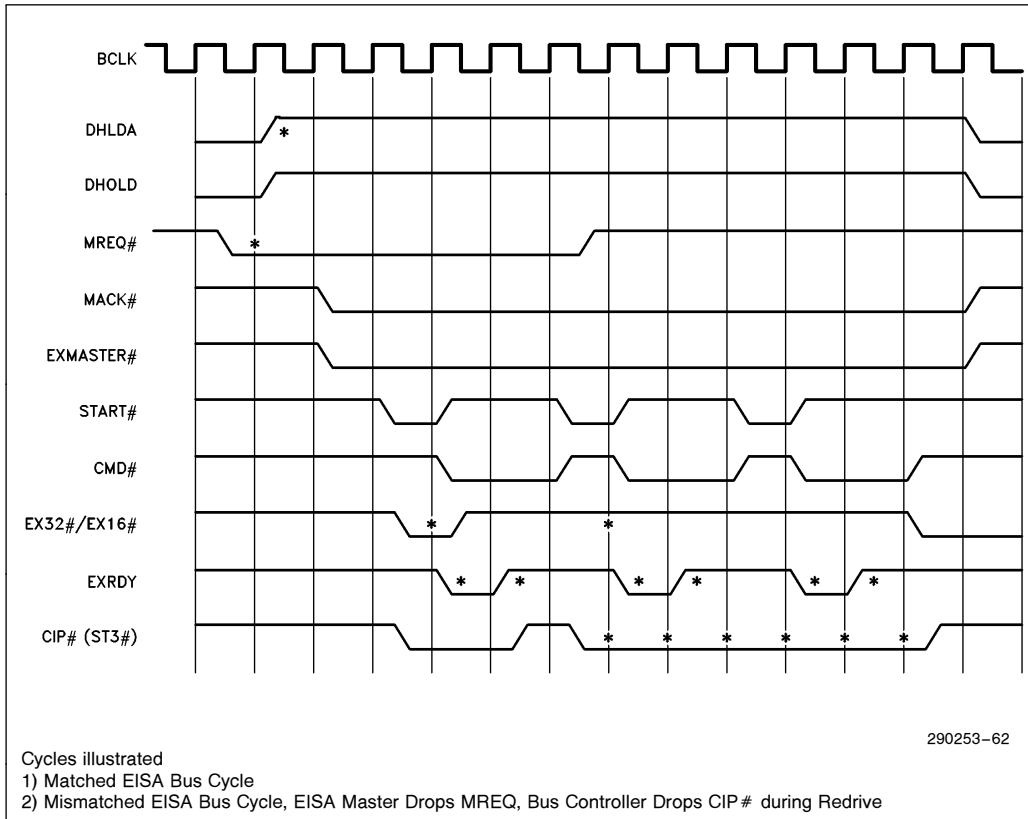 BCLK
DHLDA
*
DHOLD
MREQ#
*
MACK#
EXMASTER#
START#
CMD#
EX32#/EX16#
* *
EXRDY
* * * * * *
CIP# (ST3#)
* * * * * *
290253–62
Cycles illustrated
1) Matched EISA Bus Cycle
2) Mismatched EISA Bus Cycle, EISA Master Drops MREQ, Bus Controller Drops CIP# during Redrive